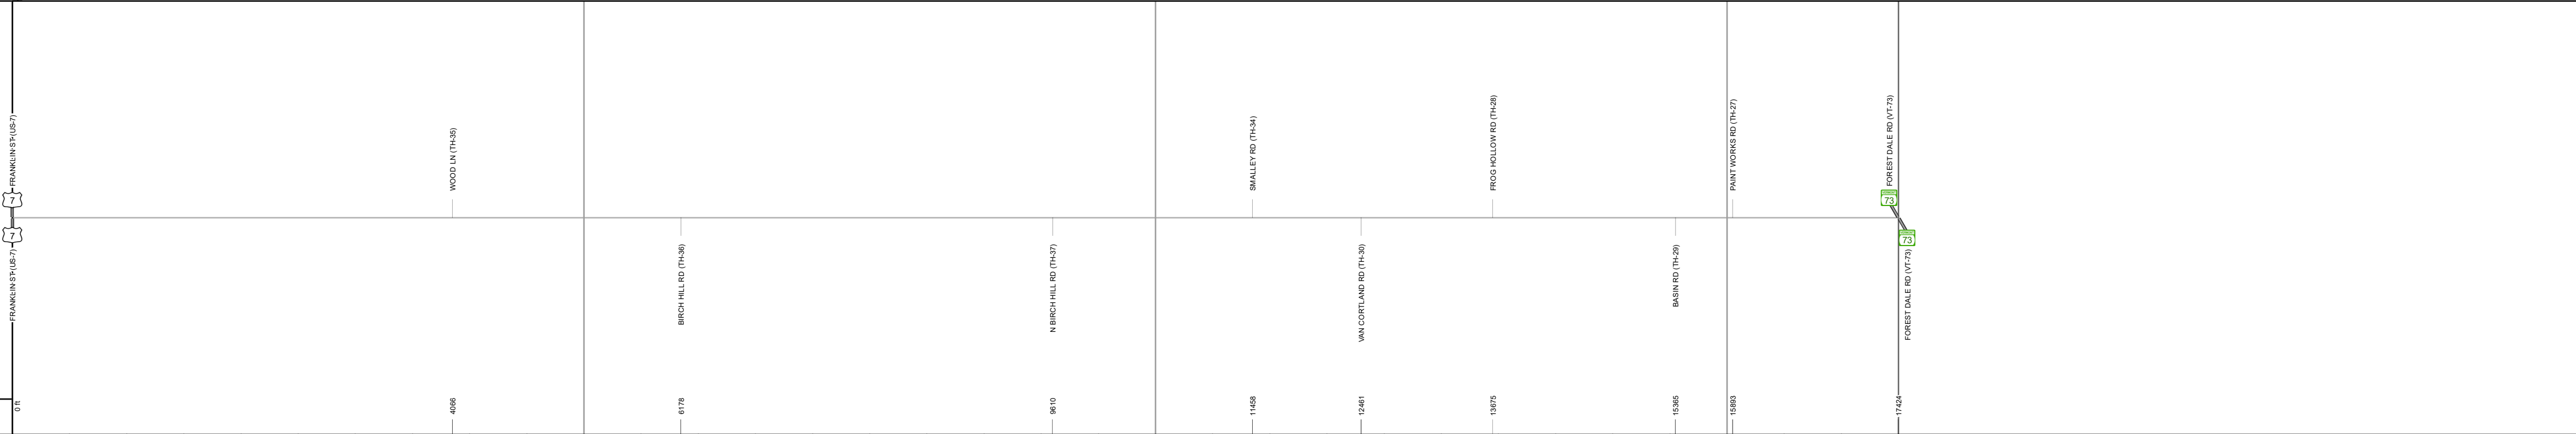 FRANKLIN ST (US-7)
WOOD LN (TH-35)
SMALLEY RD (TH-34)
FROG HOLLOW RD (TH-28)
PAINT WORKS RD (TH-27)
FOREST DALE RD (VT-73)
7
73
7
73
FRANKLIN ST (US-7)
BIRCH HILL RD (TH-36)
N BIRCH HILL RD (TH-37)
VAN CORTLAND RD (TH-30)
BASIN RD (TH-29)
FOREST DALE RD (VT-73)
0 ft
4066
6178
9610
11458
12461
13675
15365
15893
17424